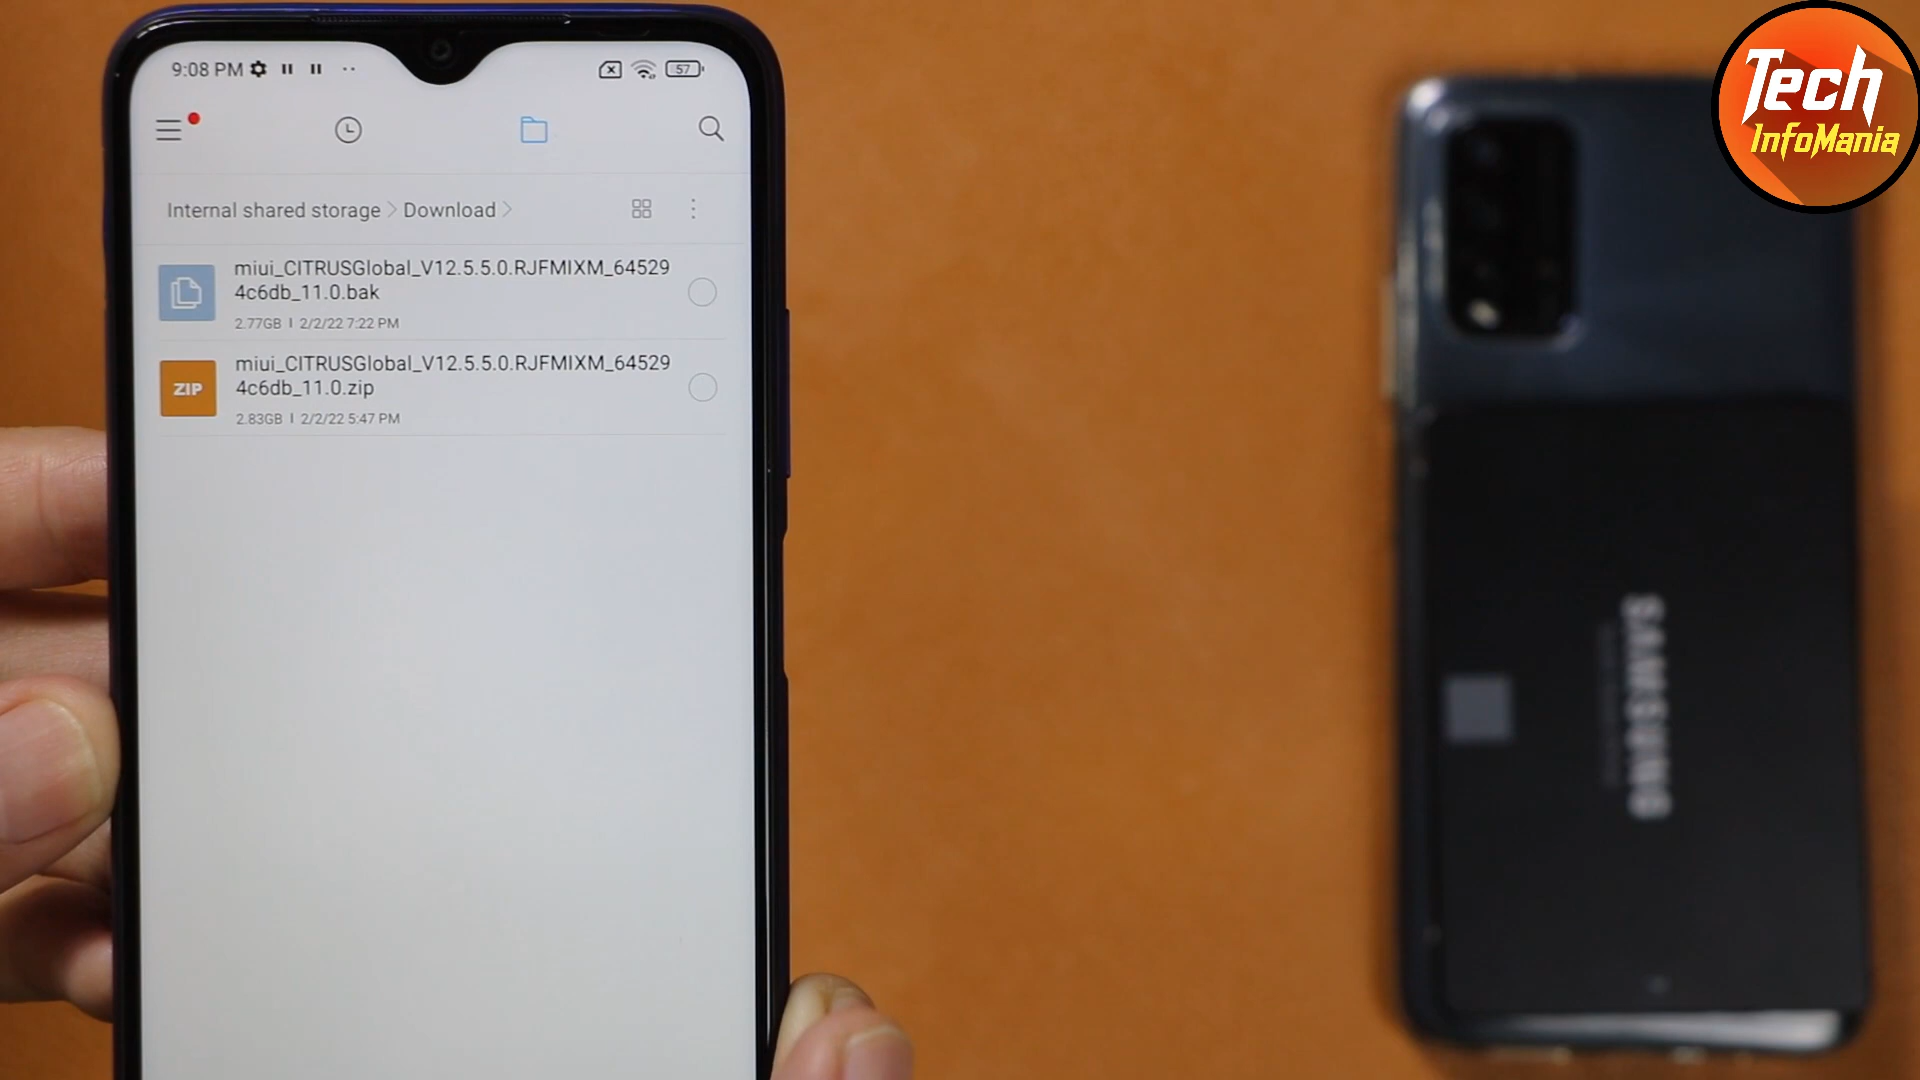 9:08 PM
57
Internal shared storage > Download >
miui_CITRUSGlobal_V12.5.5.0.RJFMIXM_64529
4c6db_11.0.bak
2.77GB | 2/2/22 7:22 PM
ZIP
miui_CITRUSGlobal_V12.5.5.0.RJFMIXM_64529
4c6db_11.0.zip
2.83GB | 2/2/22 5:47 PM
Tech
InfoMania
SAMSUNG